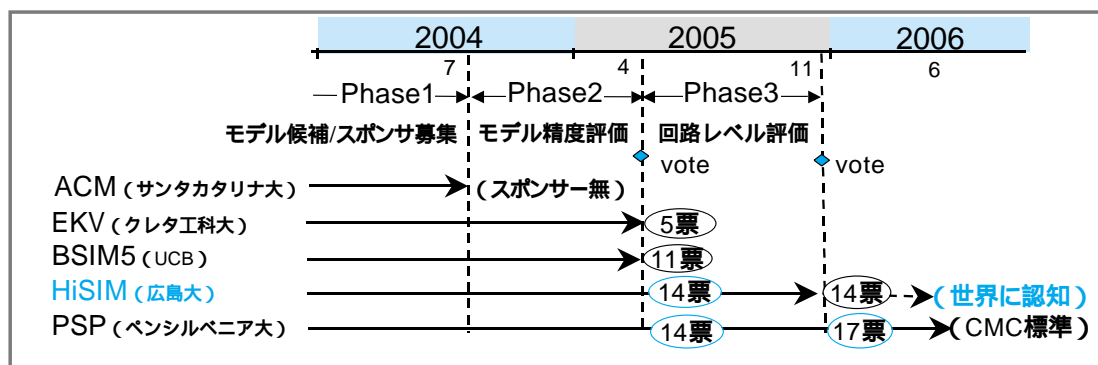 2004 2005 2006
7 4 11 6
Phase1 Phase2 Phase3
モデル候補/スポンサ募集 モデル精度評価 回路レベル評価
vote vote
ACM（サンタカタリナ大） （スポンサー無）
EKV（クレタ工科大） 5票
BSIM5（UCB） 11票
HiSIM（広島大） 14票 14票 （世界に認知）
PSP（ペンシルベニア大） 14票 17票 （CMC標準）